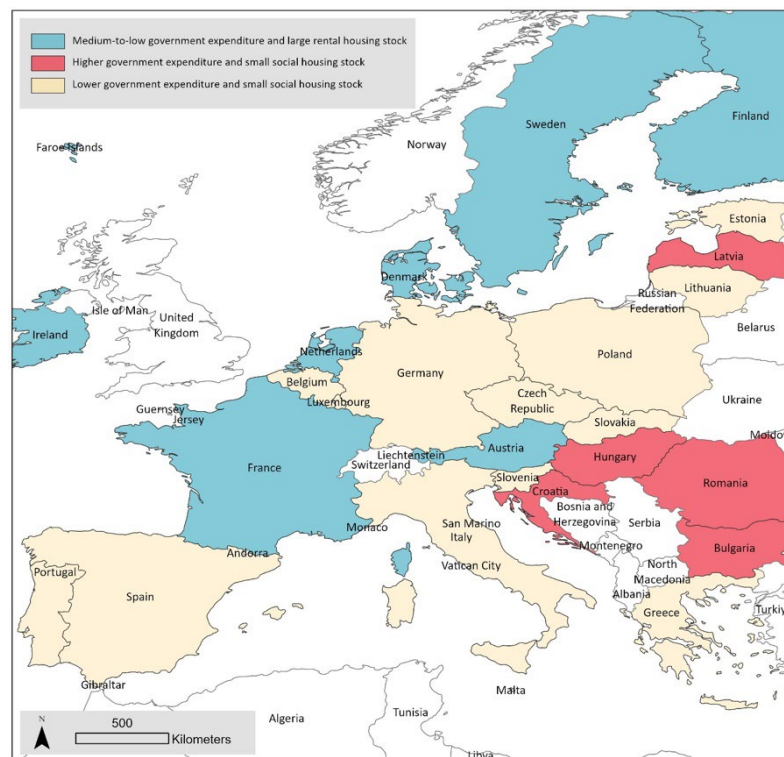 Medium-to-low government expenditure and large rental housing stock
Higher government expenditure and small social housing stock
Lower government expenditure and small social housing stock
Faroe Islands
Norway
Sweden
Finland
Estonia
Latvia
Lithuania
Russian
Federation
Belarus
Denmark
Ireland
Isle of Man
United
Kingdom
Netherlands
Belgium
Germany
Poland
Luxembourg
Czech
Republic
Ukraine
Slovakia
Moldov
Guernsey
Jersey
France
Liechtenstein
Switzerland
Austria
Hungary
Romania
Slovenia
Croatia
Bosnia and
Herzegovina
Serbia
Monaco
San Marino
Italy
Montenegro
Bulgaria
Andorra
Vatican City
North
Macedonia
Albania
Turkiy
Portugal
Spain
Greece
Gibraltar
Malta
Algeria
Tunisia
Libya
N
500
Kilometers